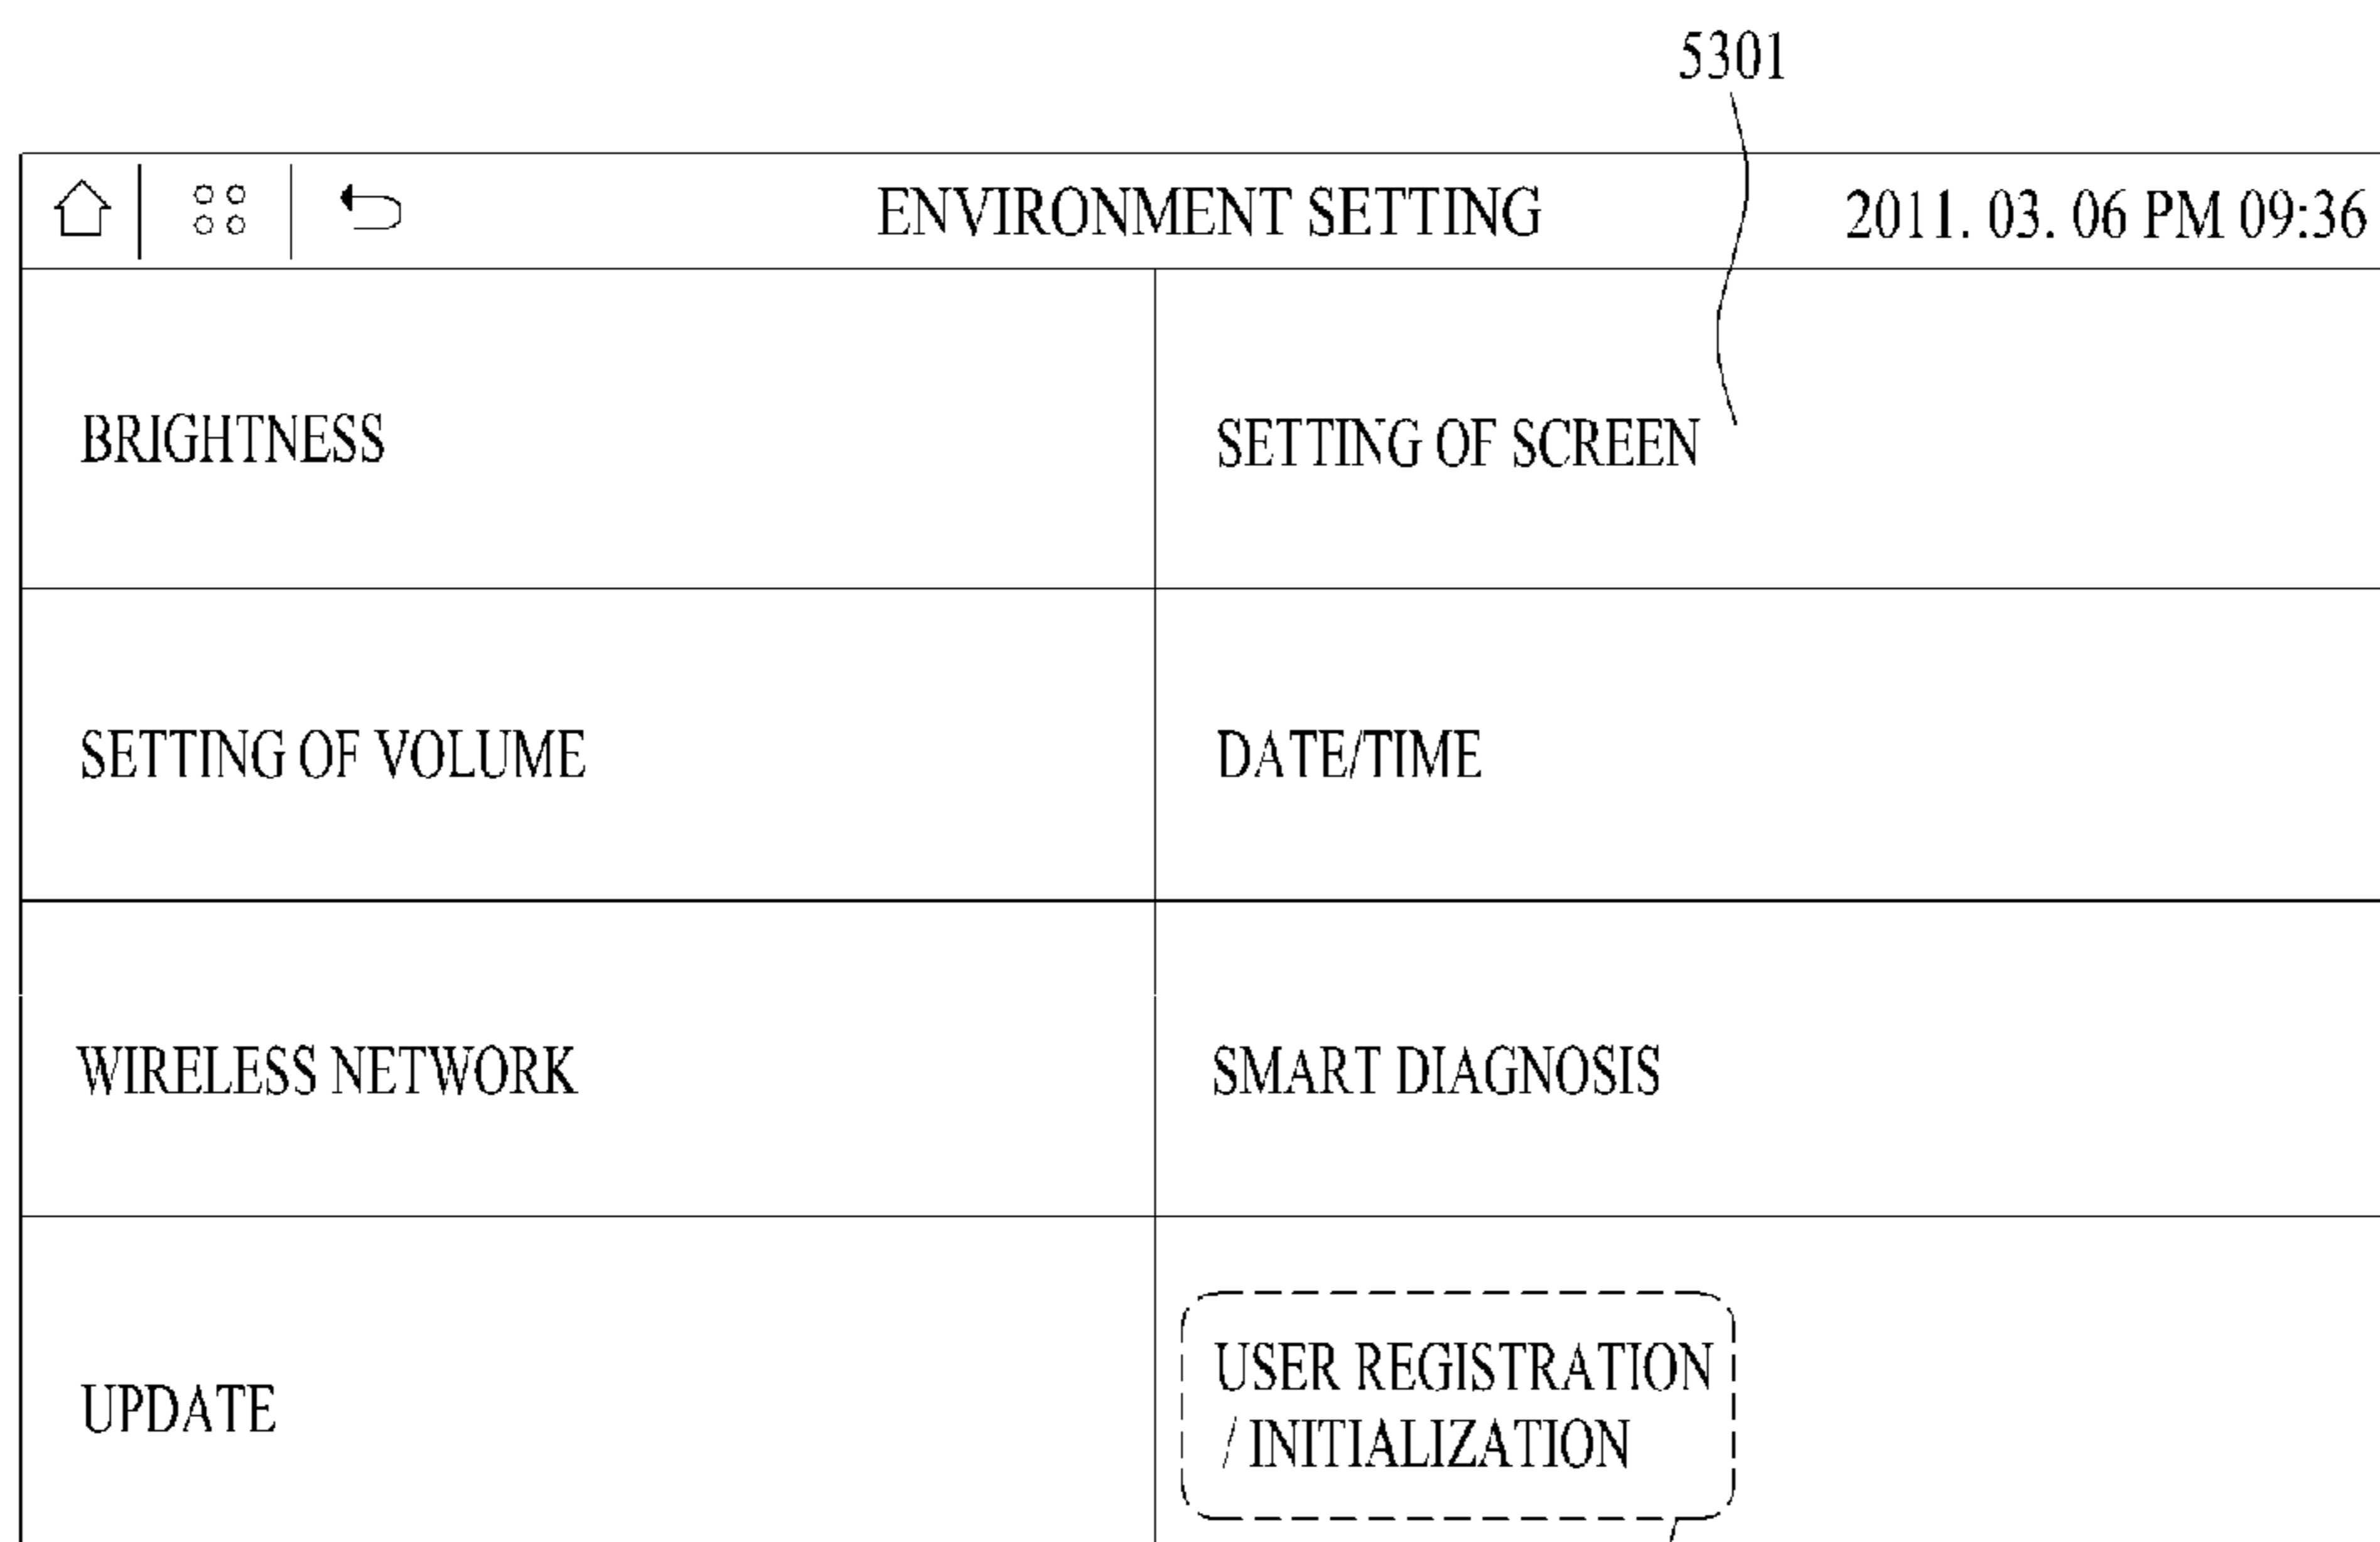 5301
ENVIRONMENT SETTING 2011. 03. 06 PM 09:36
BRIGHTNESS
SETTING OF SCREEN
SETTING OF VOLUME
DATE/TIME
WIRELESS NETWORK
SMART DIAGNOSIS
UPDATE
USER REGISTRATION
/ INITIALIZATION